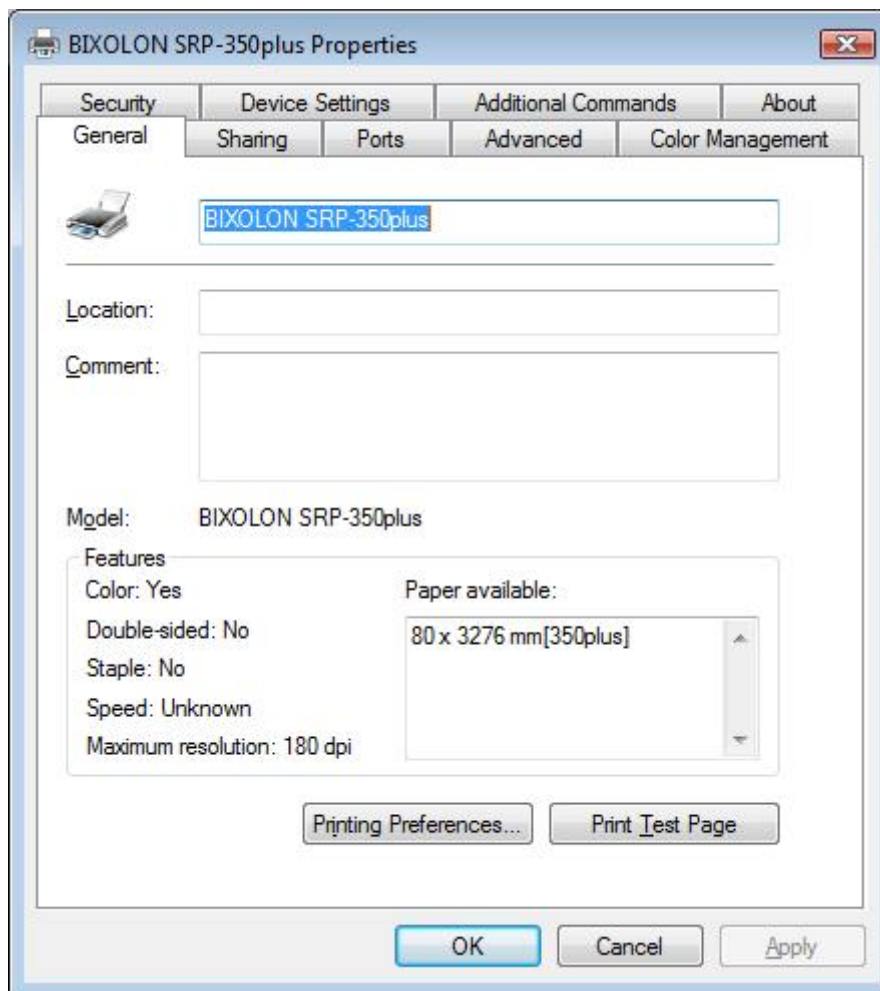 BIXOLON SRP-350plus Properties
Security Device Settings Additional Commands About
General Sharing Ports Advanced Color Management
BIXOLON SRP-350plus
Location:
Comment:
Model: BIXOLON SRP-350plus
Features
Color: Yes Paper available:
Double-sided: No 80 x 3276 mm[350plus]
Staple: No
Speed: Unknown
Maximum resolution: 180 dpi
Printing Preferences... Print Test Page
OK Cancel Apply